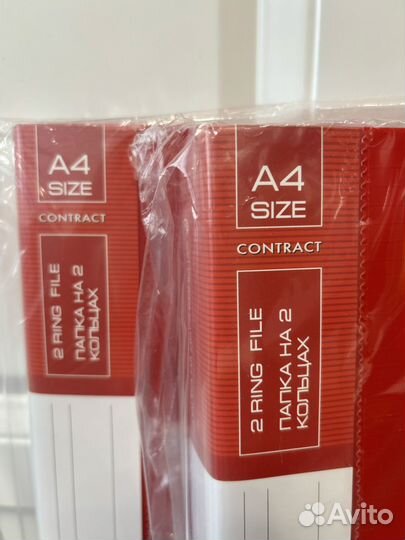 A4
SIZE
CONTRACT
2 RING FILE
ПАПКА НА 2
КОЛЬЦАХ
A4
SIZE
CONTRACT
2 RING FILE
ПАПКА НА 2
КОЛЬЦАХ
Avito